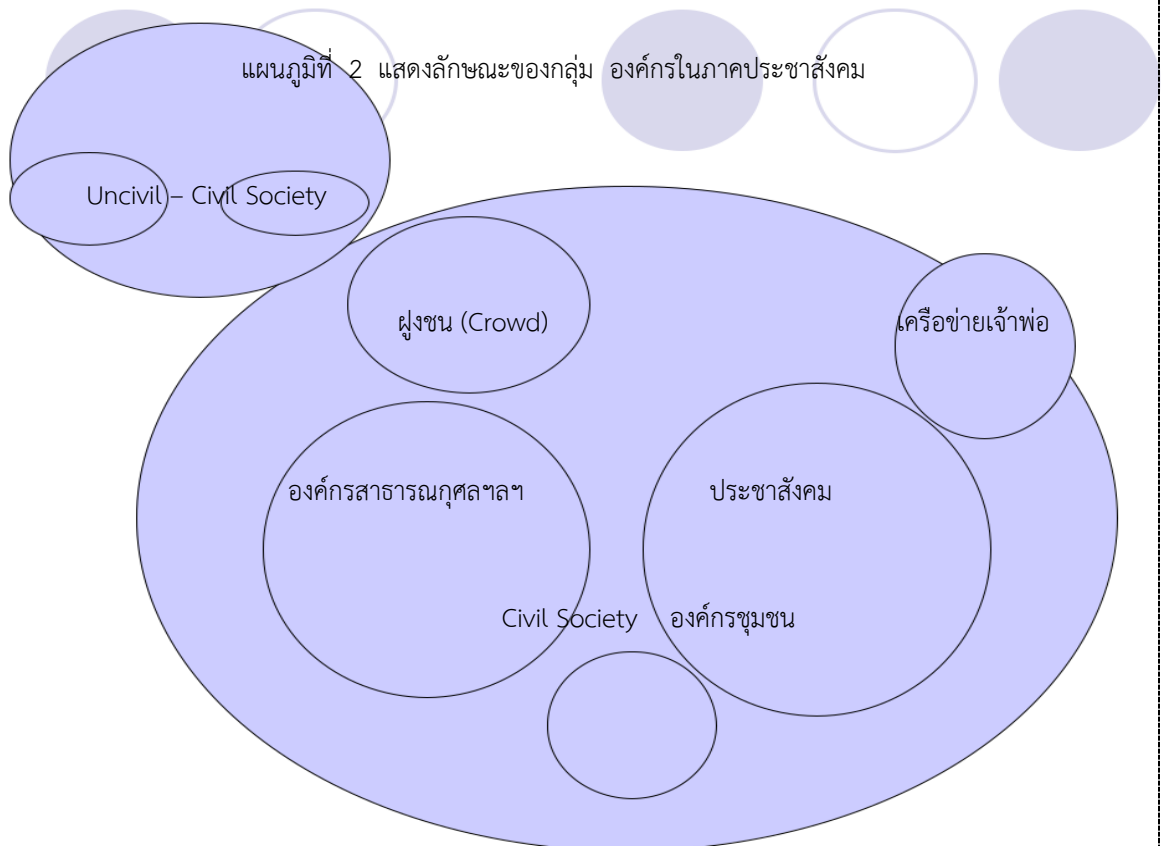 แผนภูมิที่ 2 แสดงลักษณะของกลุ่ม องค์กรในภาคประชาสังคม
Uncivil – Civil Society
ฝูงชน (Crowd)
เครือข่ายเจ้าพ่อ
องค์กรสาธารณกุศลฯลฯ
ประชาสังคม
Civil Society องค์กรชุมชน